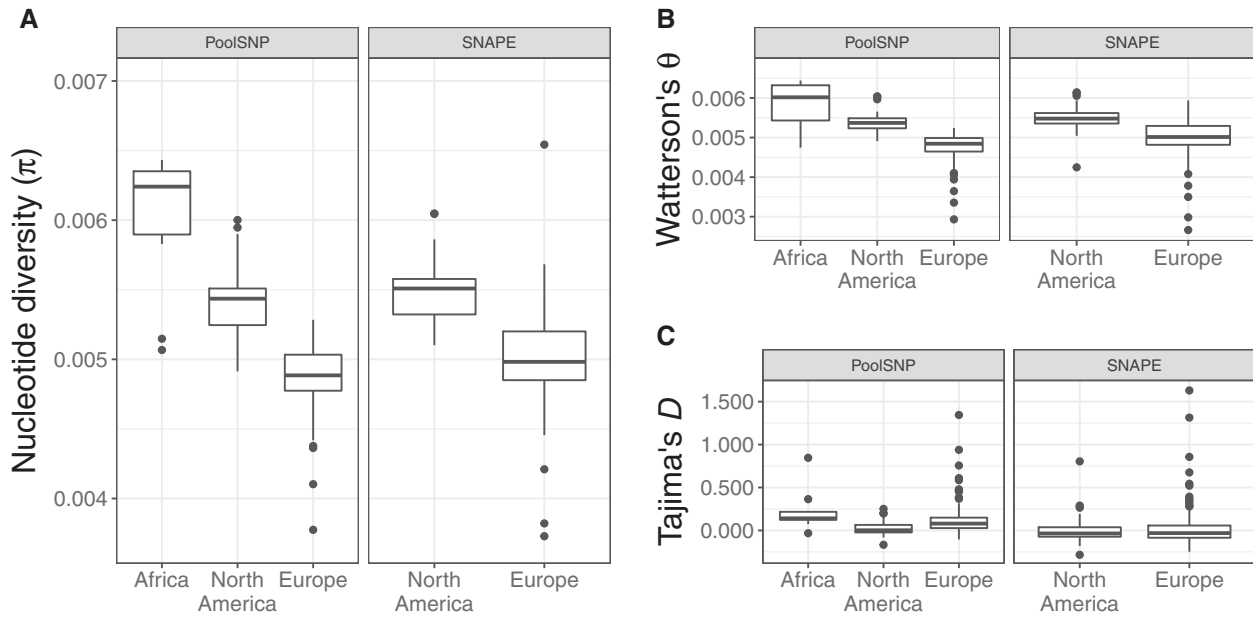 A
PoolSNP
SNAPE
Nucleotide diversity (π)
0.007
0.006
0.005
0.004
Africa
North
America
Europe
North
America
Europe
B
PoolSNP
SNAPE
Watterson's θ
0.006
0.005
0.004
0.003
Africa
North
America
Europe
North
America
Europe
C
PoolSNP
SNAPE
Tajima's D
1.500
1.000
0.500
0.000
Africa
North
America
Europe
North
America
Europe